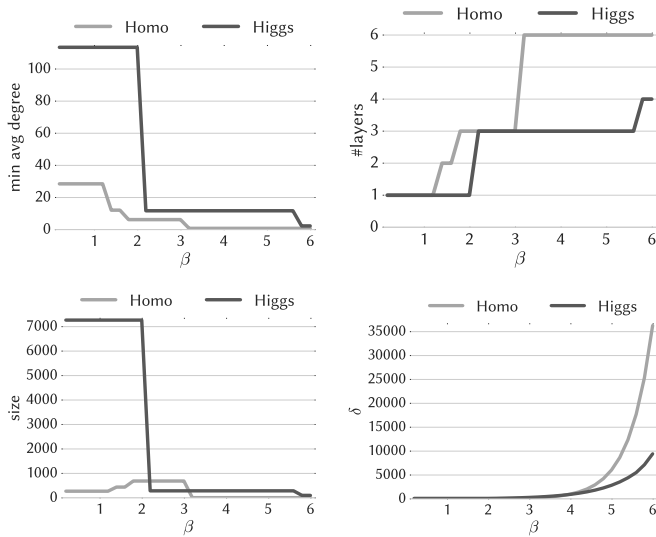 Homo Higgs
min avg degree
100
80
60
40
20
0
1 2 3 4 5 6
β
Homo Higgs
#layers
6
5
4
3
2
1
0
1 2 3 4 5 6
β
Homo Higgs
size
7000
6000
5000
4000
3000
2000
1000
0
1 2 3 4 5 6
β
Homo Higgs
δ
35000
30000
25000
20000
15000
10000
5000
0
1 2 3 4 5 6
β